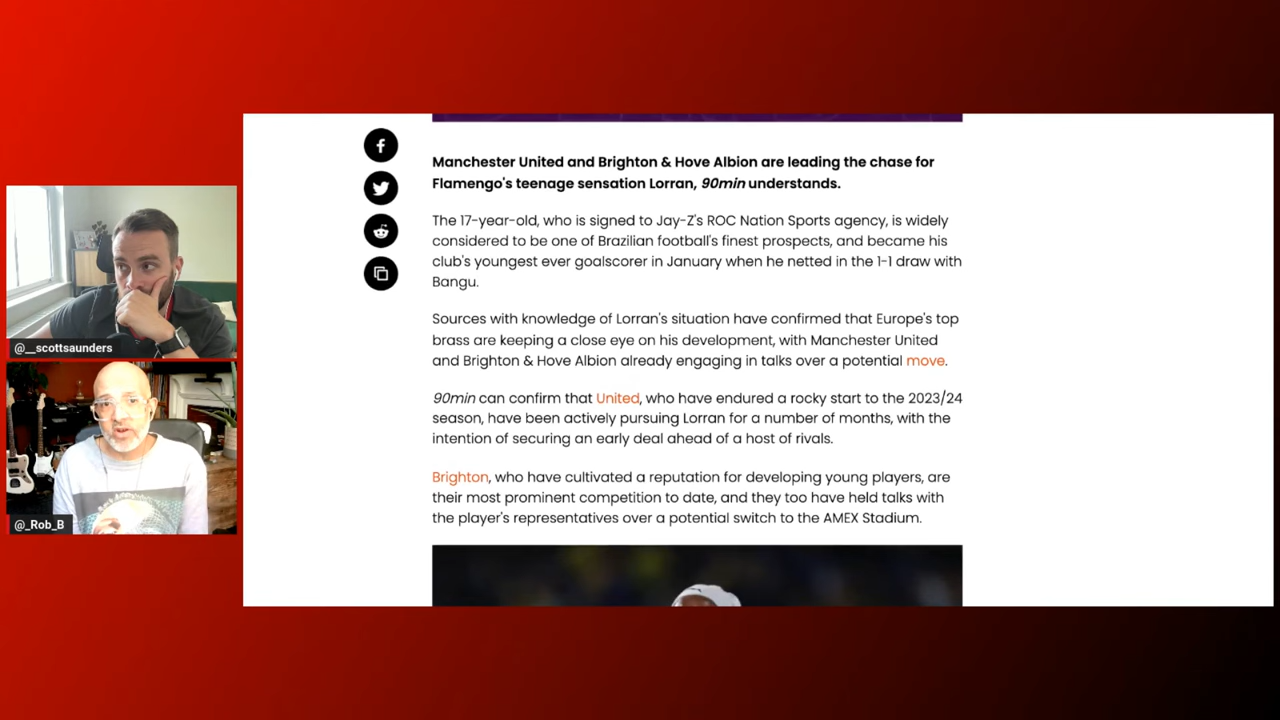 Manchester United and Brighton & Hove Albion are leading the chase for
Flamengo's teenage sensation Lorran, 90min understands.
The 17-year-old, who is signed to Jay-Z's ROC Nation Sports agency, is widely
considered to be one of Brazilian football's finest prospects, and became his
club's youngest ever goalscorer in January when he netted in the 1-1 draw with
Bangu.
Sources with knowledge of Lorran's situation have confirmed that Europe's top
brass are keeping a close eye on his development, with Manchester United
and Brighton & Hove Albion already engaging in talks over a potential move.
90min can confirm that United, who have endured a rocky start to the 2023/24
season, have been actively pursuing Lorran for a number of months, with the
intention of securing an early deal ahead of a host of rivals.
Brighton, who have cultivated a reputation for developing young players, are
their most prominent competition to date, and they too have held talks with
the player's representatives over a potential switch to the AMEX Stadium.
@__scottsaunders
@_Rob_B